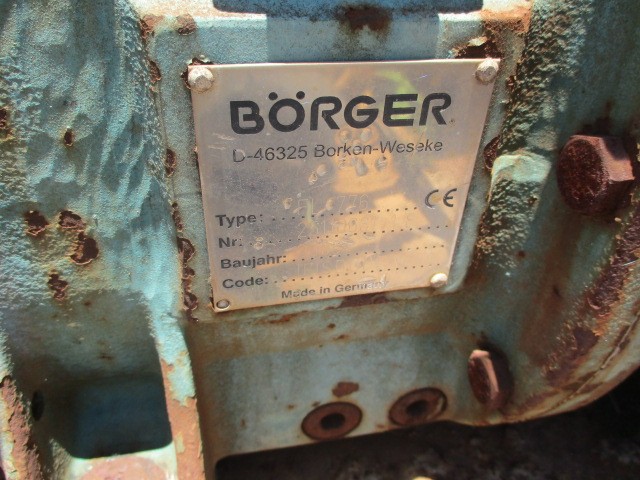 BÖRGER
D-46325 Borken-Weseke
CE
Type:
Nr.:
Baujahr:
Code:
Made in Germany